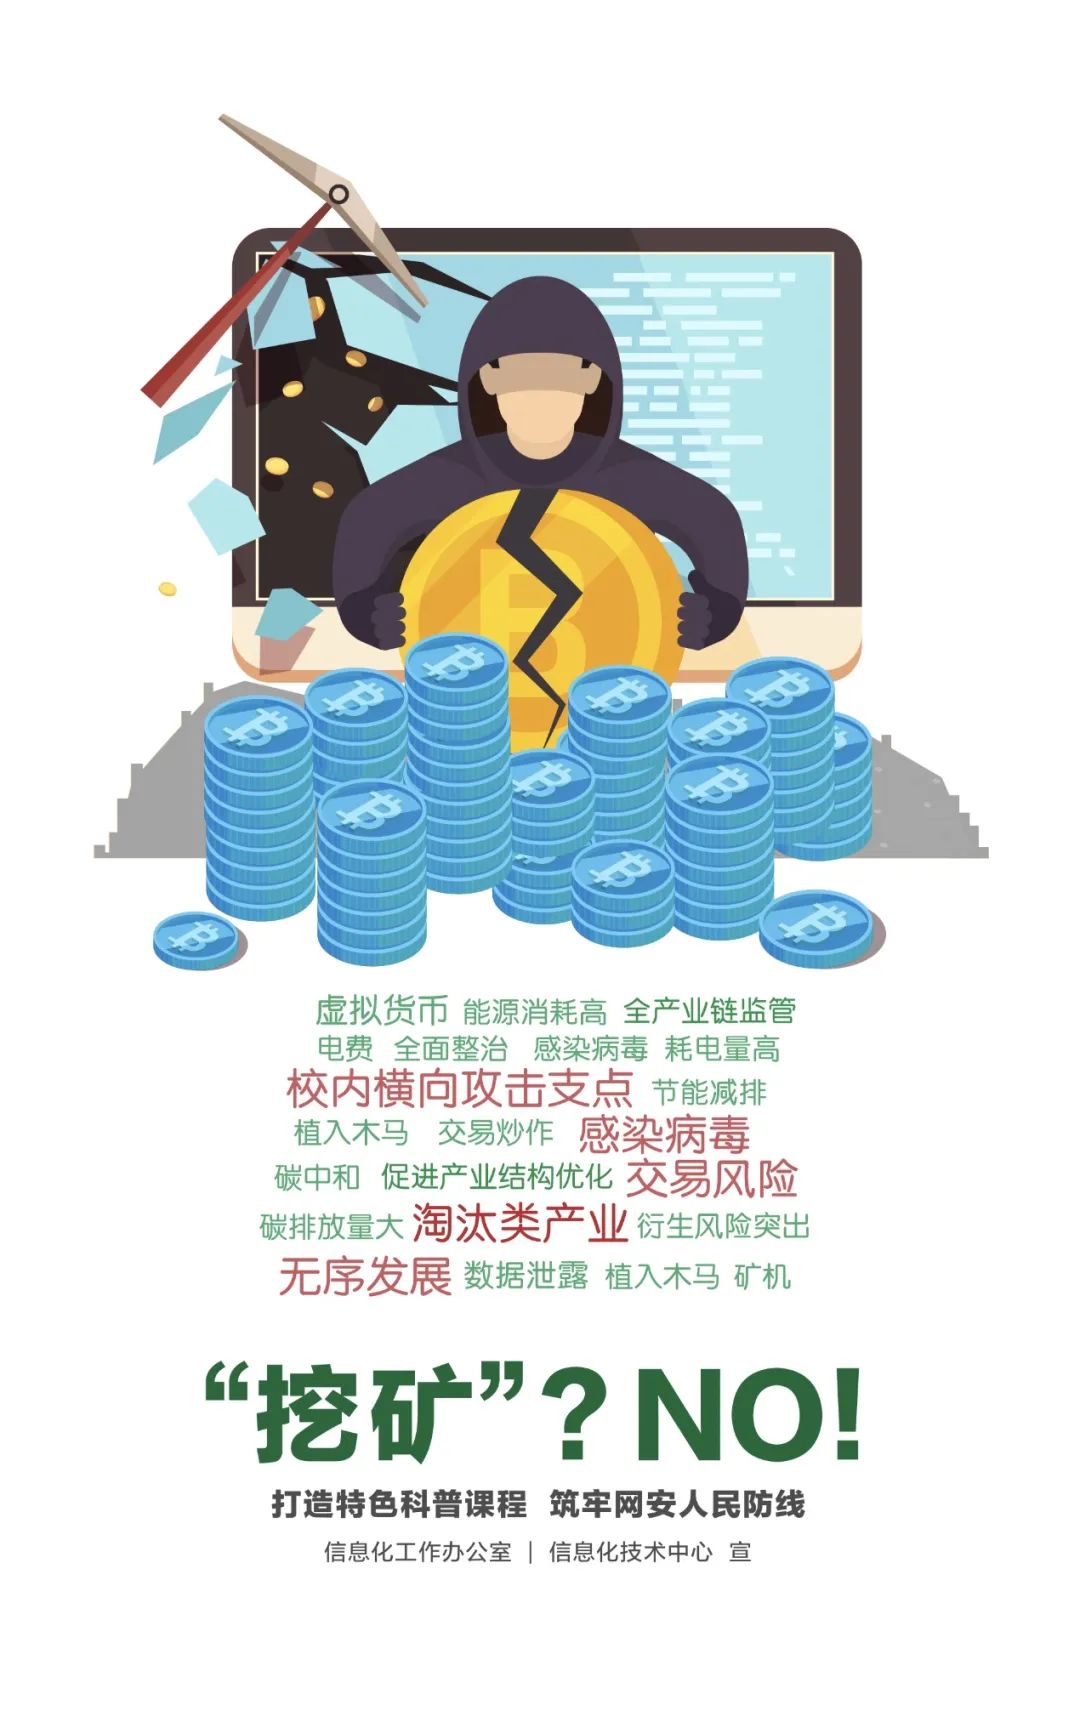 虚拟货币 能源消耗高 全产业链监管
电费 全面整治 感染病毒 耗电量高
校内横向攻击支点 节能减排
植入木马 交易炒作 感染病毒
碳中和 促进产业结构优化 交易风险
碳排放量大 淘汰类产业 衍生风险突出
无序发展 数据泄露 植入木马 矿机
“挖矿”？NO!
打造特色科普课程 筑牢网安人民防线
信息化工作办公室 | 信息化技术中心 宣